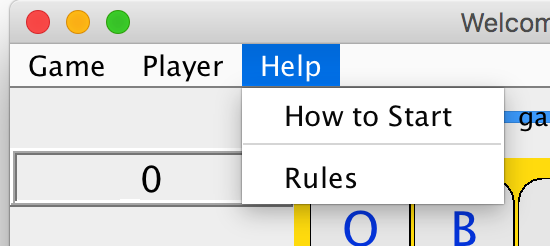 Welcom
Game Player Help
How to Start
ga
0
Rules
O B